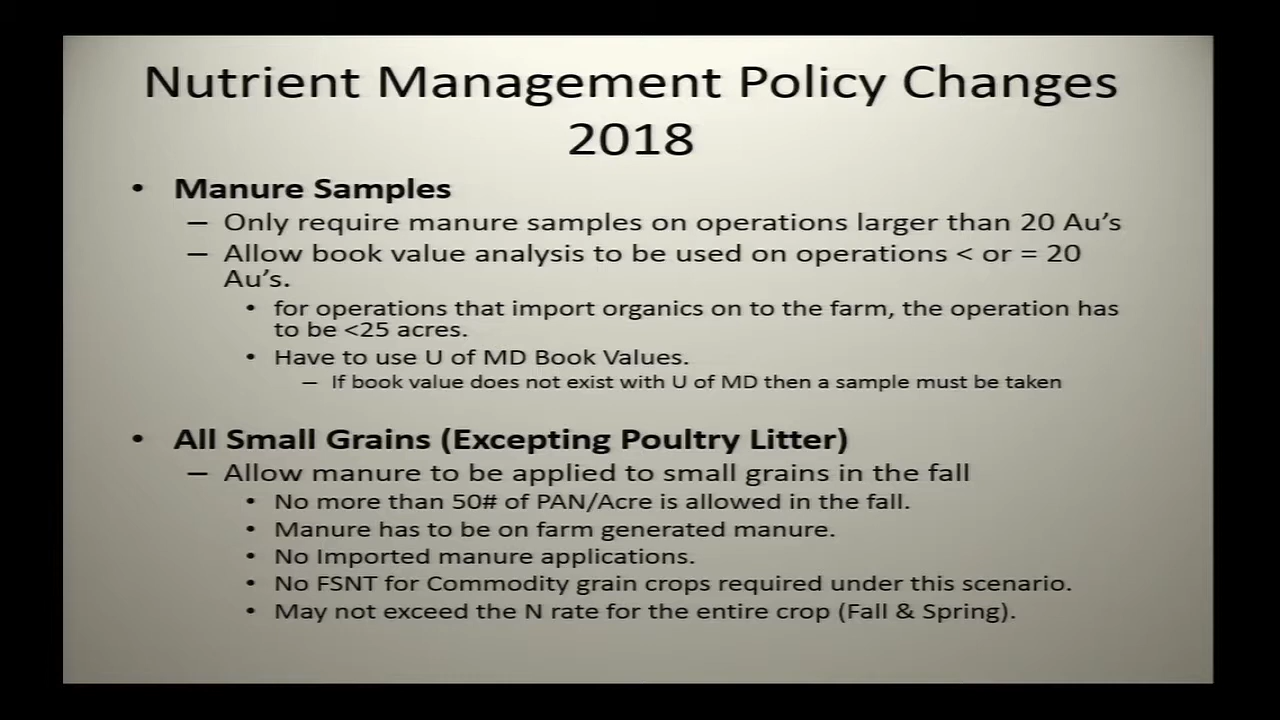 Nutrient Management Policy Changes
2018
• Manure Samples
– Only require manure samples on operations larger than 20 Au's
– Allow book value analysis to be used on operations < or = 20
Au's.
• for operations that import organics on to the farm, the operation has
to be <25 acres.
• Have to use U of MD Book Values.
– If book value does not exist with U of MD then a sample must be taken
• All Small Grains (Excepting Poultry Litter)
– Allow manure to be applied to small grains in the fall
• No more than 50# of PAN/Acre is allowed in the fall.
• Manure has to be on farm generated manure.
• No Imported manure applications.
• No FSNT for Commodity grain crops required under this scenario.
• May not exceed the N rate for the entire crop (Fall & Spring).